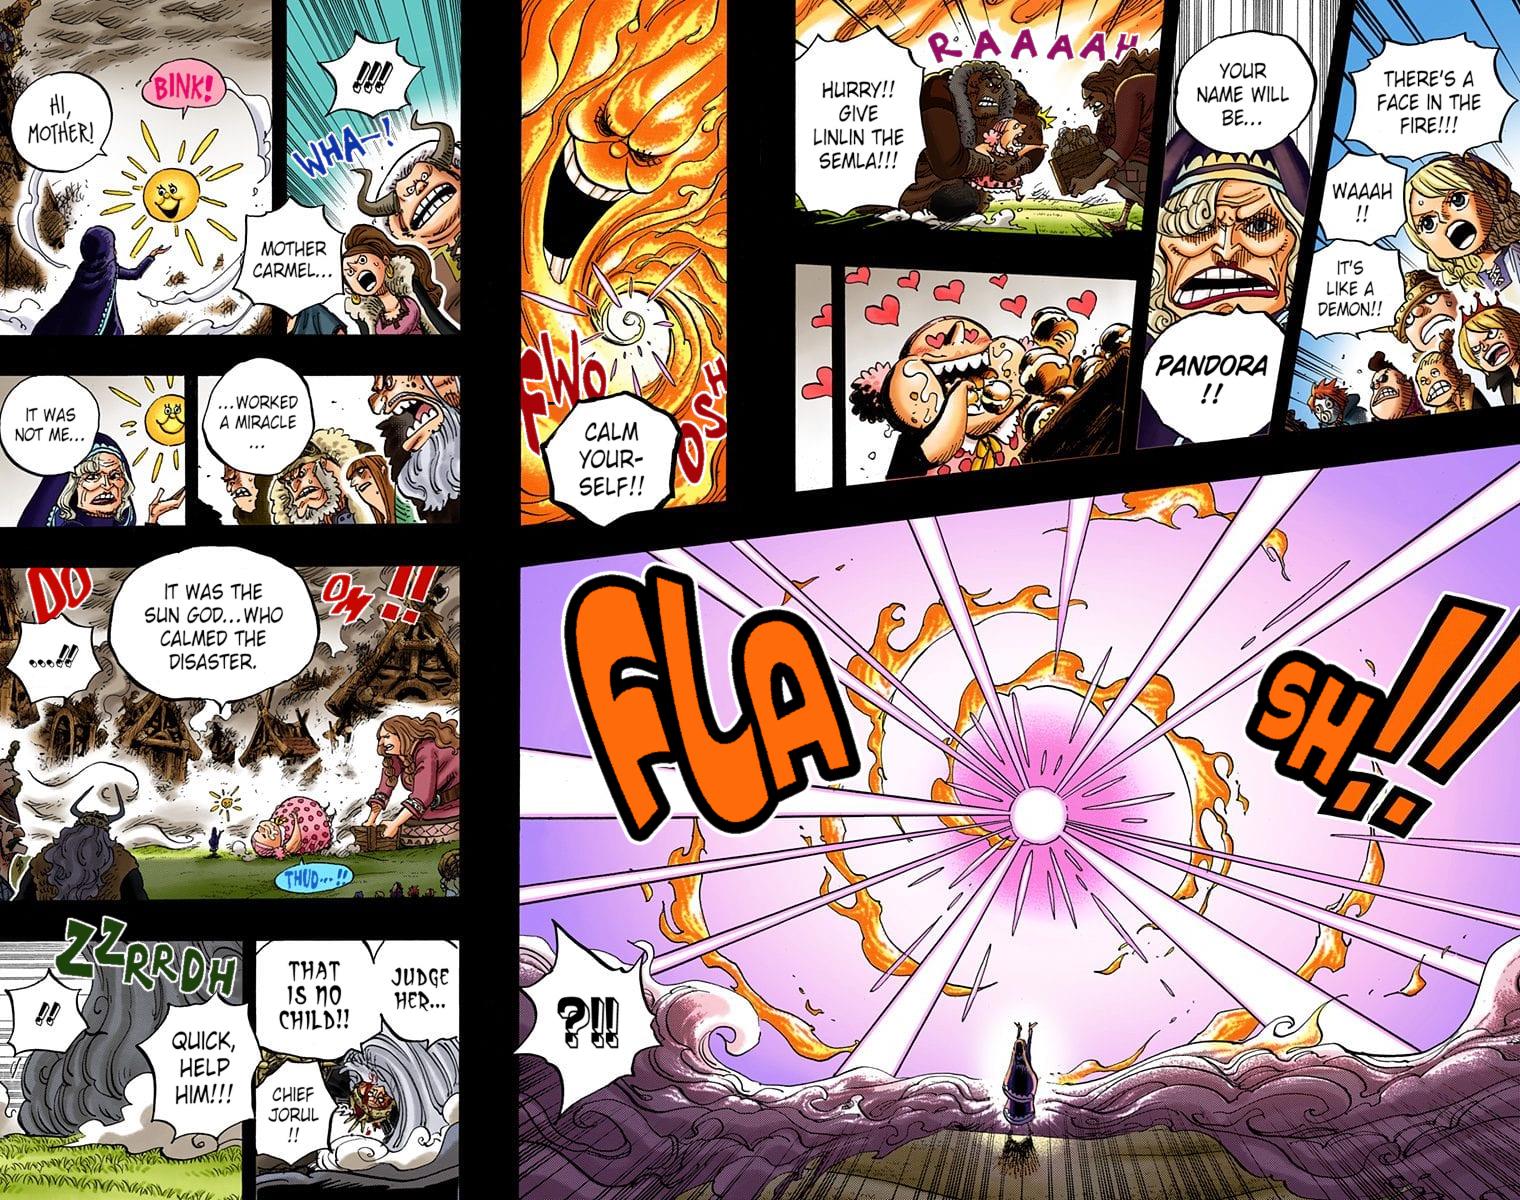 THERE'S A
FACE IN THE
FIRE!!!
WAAAH
!!
IT'S
LIKE A
DEMON!!
YOUR
NAME WILL
BE...
PANDORA
!!
RAAAAH
HURRY!!
GIVE
LINLIN THE
SEMLA!!!
FWO
OSH
CALM
YOUR-
SELF!!
FLA
SH!!
?!!
!!!
WHA—!
MOTHER
CARMEL...
BINK!
HI,
MOTHER!
...WORKED
A MIRACLE
...
IT WAS
NOT ME...
DO
OM!!
IT WAS THE
SUN GOD...WHO
CALMED THE
DISASTER.
...!!
THUD...!!
JUDGE
HER...
THAT
IS NO
CHILD!!
CHIEF
JORUL
!!
ZZRRDH
!!
QUICK,
HELP
HIM!!!